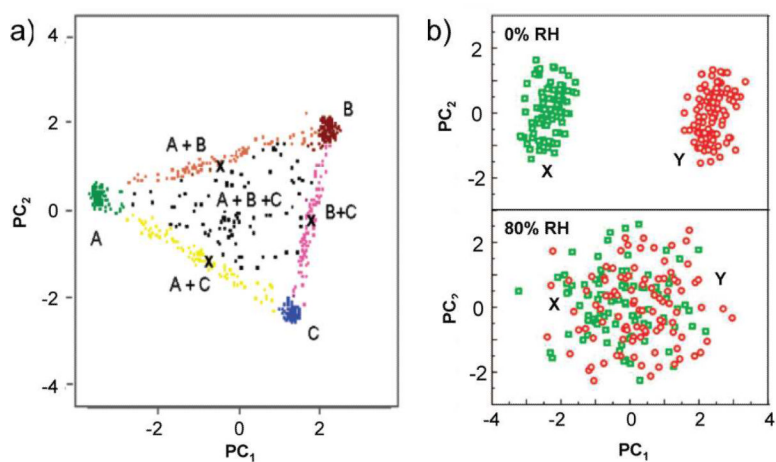 a)
4
2
0
-2
-4
PC2
B
A + B
X
A + B +C
B+C
X
A
X
A + C
C
-2
0
2
PC1
b)
0% RH
2
0
-2
PC2
X
Y
80% RH
2
0
-2
PC2
X
Y
-4
-2
0
2
4
PC1